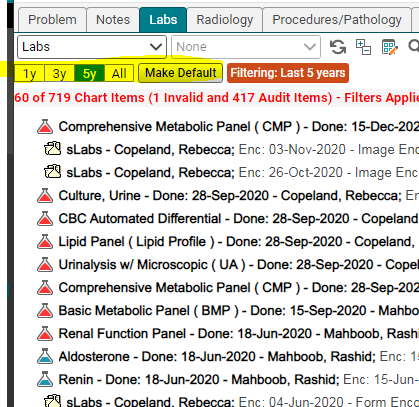 Problem Notes Labs Radiology Procedures/Pathology
Labs None
1y 3y 5y All Make Default Filtering: Last 5 years
60 of 719 Chart Items (1 Invalid and 417 Audit Items) - Filters Applie
Comprehensive Metabolic Panel ( CMP ) - Done: 15-Dec-202
sLabs - Copeland, Rebecca; Enc: 03-Nov-2020 - Image Enc
sLabs - Copeland, Rebecca; Enc: 26-Oct-2020 - Image Enc
Culture, Urine - Done: 28-Sep-2020 - Copeland, Rebecca; Er
CBC Automated Differential - Done: 28-Sep-2020 - Copeland
Lipid Panel ( Lipid Profile ) - Done: 28-Sep-2020 - Copeland,
Urinalysis w/ Microscopic ( UA ) - Done: 28-Sep-2020 - Cope
Comprehensive Metabolic Panel ( CMP ) - Done: 28-Sep-202
Basic Metabolic Panel ( BMP ) - Done: 15-Sep-2020 - Mahbo
Renal Function Panel - Done: 18-Jun-2020 - Mahboob, Rashi
Aldosterone - Done: 18-Jun-2020 - Mahboob, Rashid; Enc: 1
Renin - Done: 18-Jun-2020 - Mahboob, Rashid; Enc: 15-Jun-
sLabs - Copeland, Rebecca; Enc: 04-Jun-2020 - Form Enco